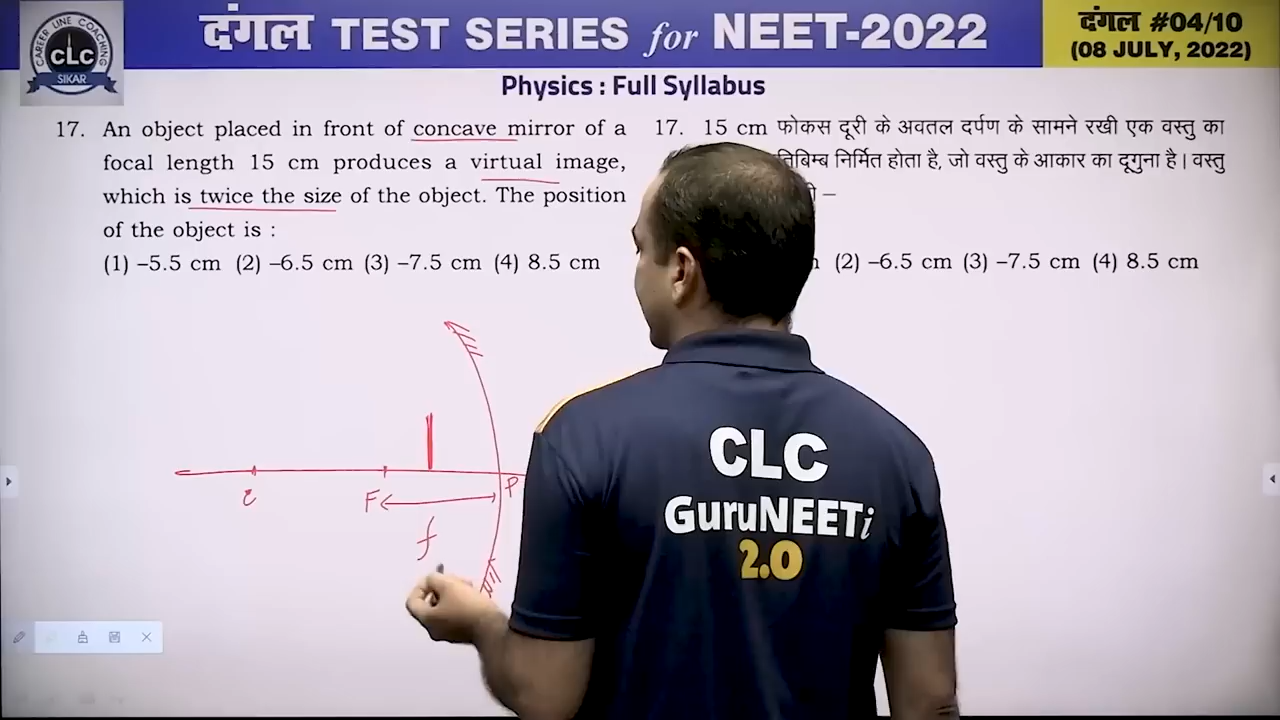 CAREER LINE COACHING
CLC
SIKAR
दंगल TEST SERIES for NEET-2022
दंगल #04/10
(08 JULY, 2022)
Physics : Full Syllabus
17. An object placed in front of concave mirror of a
focal length 15 cm produces a virtual image,
which is twice the size of the object. The position
of the object is :
(1) –5.5 cm (2) –6.5 cm (3) –7.5 cm (4) 8.5 cm
17. 15 cm फोकस दूरी के अवतल दर्पण के सामने रखी एक वस्तु का
निर्मित होता है, जो वस्तु के आकार का दूगुना है। वस्तु
–
(2) –6.5 cm (3) –7.5 cm (4) 8.5 cm
F
P
f
CLC
GuruNEETi
2.0